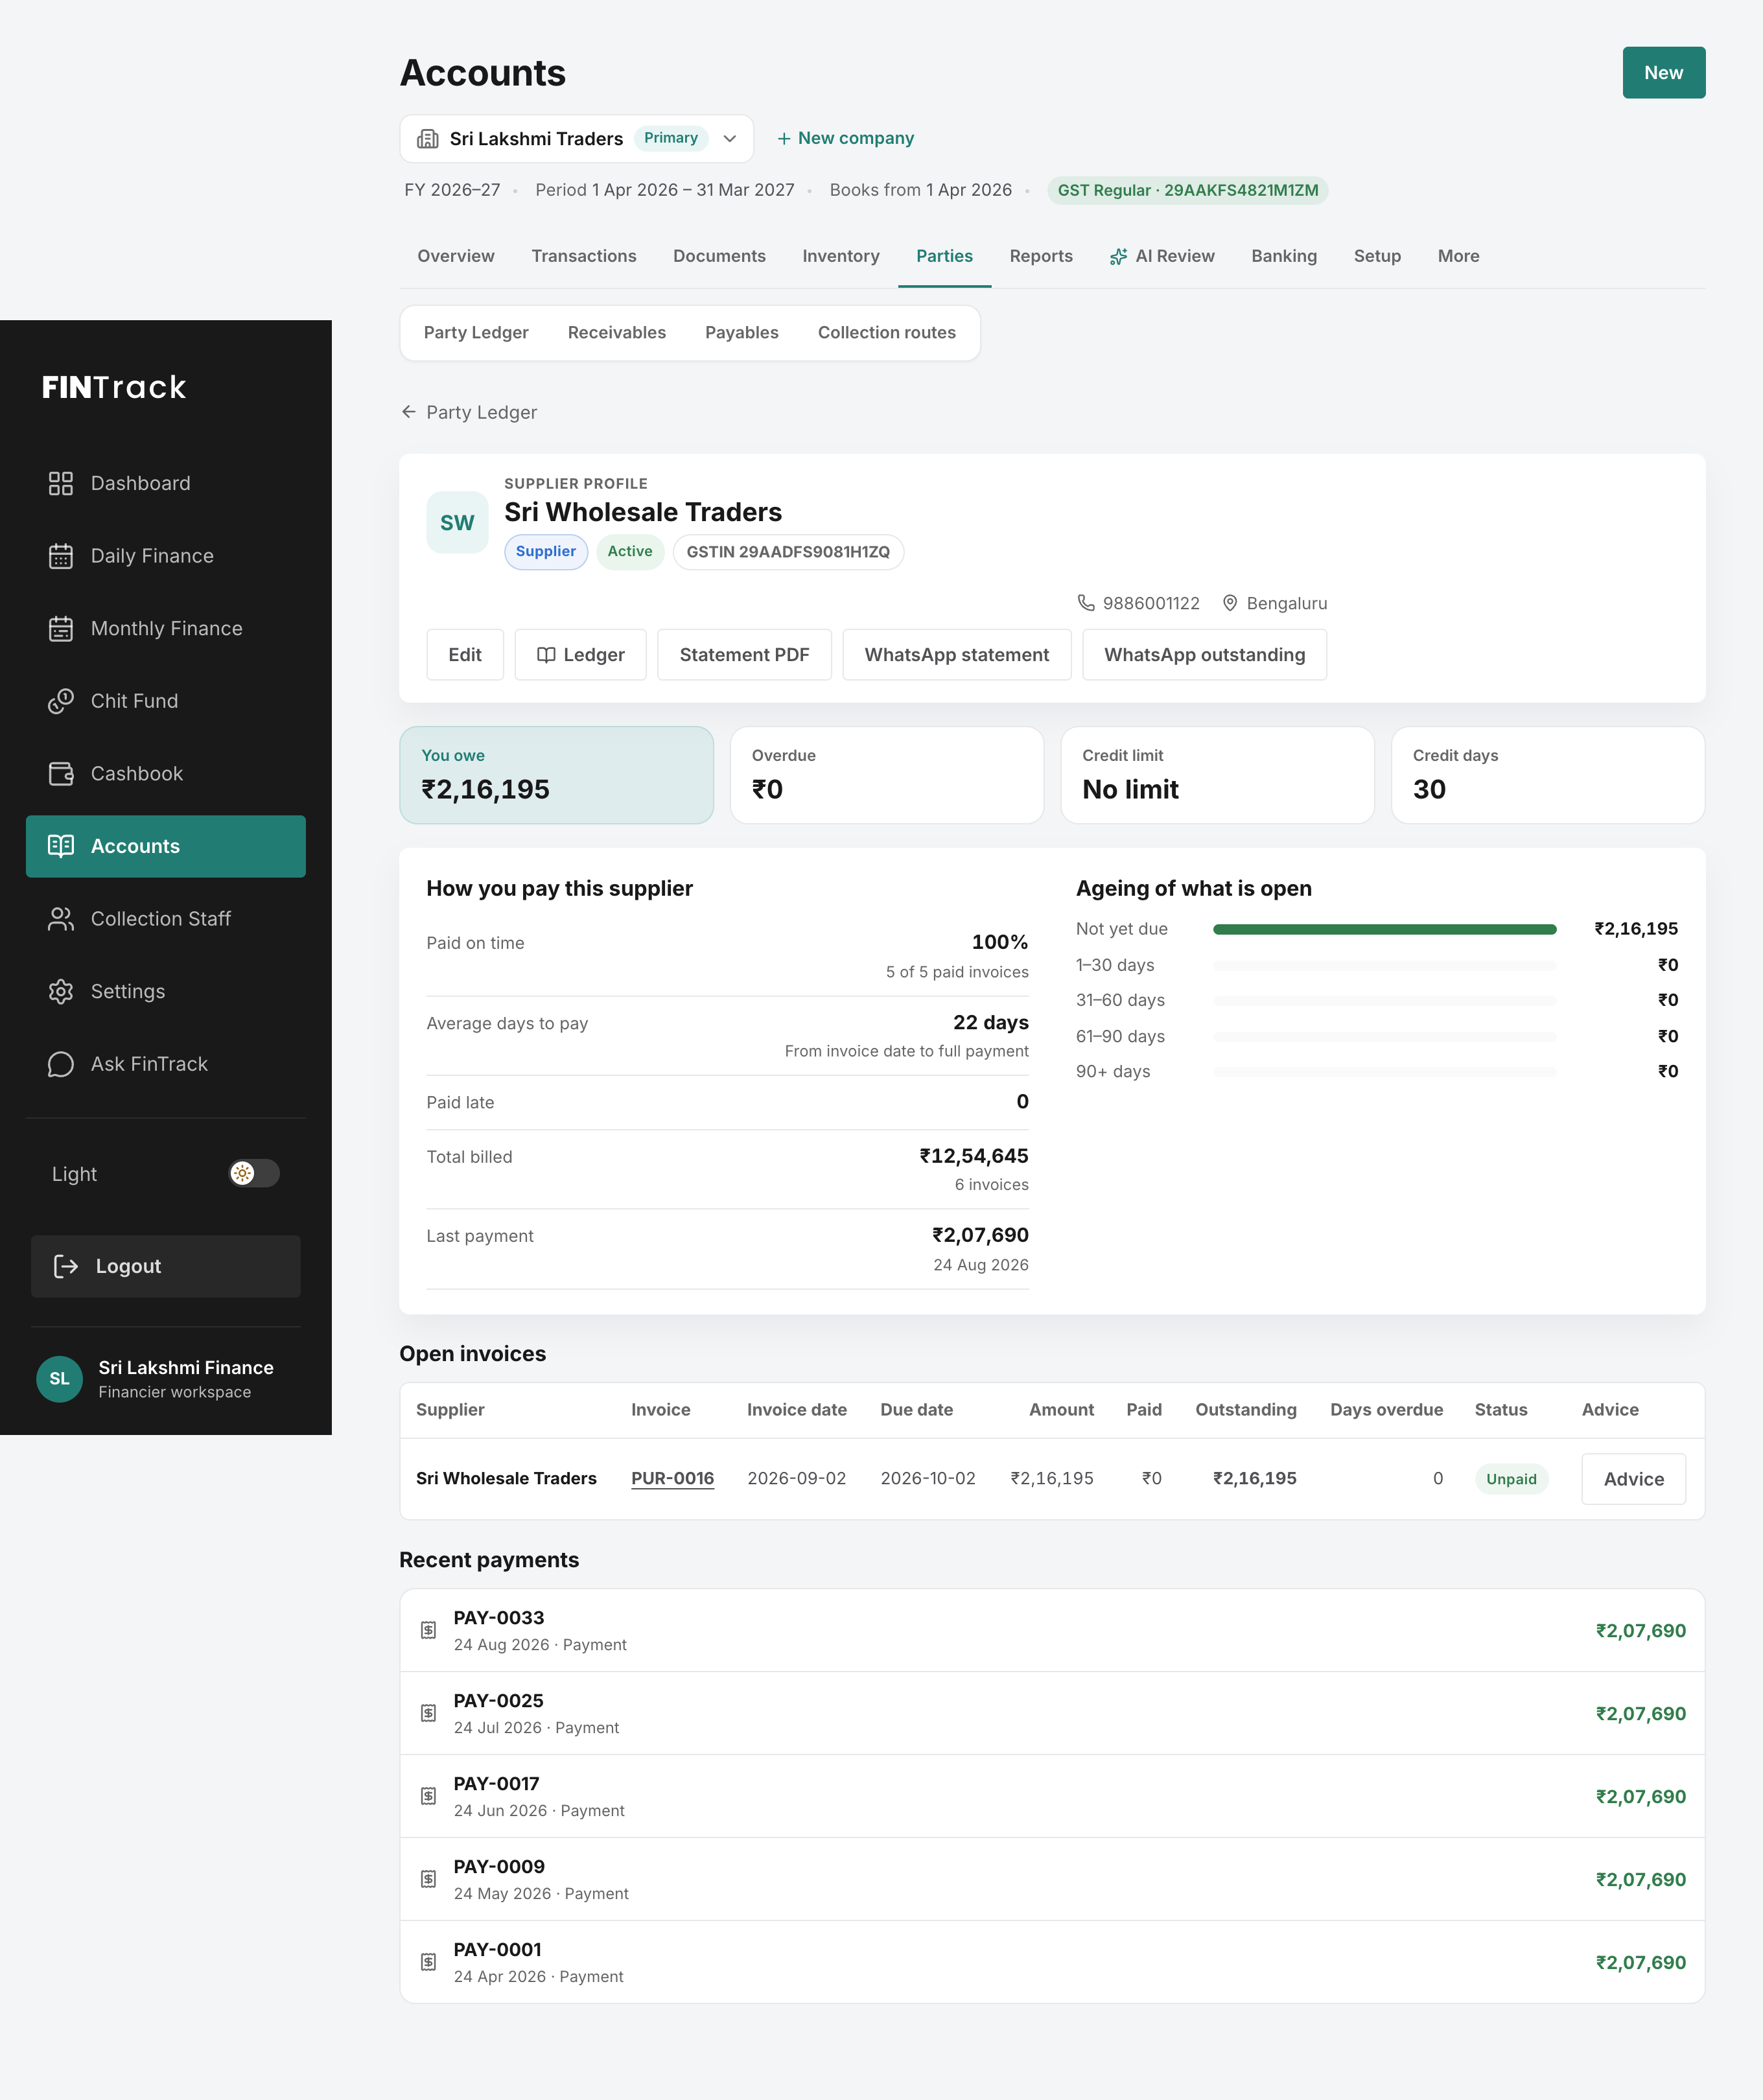 Accounts
New
Sri Lakshmi Traders Primary
+ New company
FY 2026–27 • Period 1 Apr 2026 – 31 Mar 2027 • Books from 1 Apr 2026 • GST Regular · 29AAKFS4821M1ZM
Overview Transactions Documents Inventory Parties Reports AI Review Banking Setup More
Party Ledger Receivables Payables Collection routes
FINTrack
Dashboard
Daily Finance
Monthly Finance
Chit Fund
Cashbook
Accounts
Collection Staff
Settings
Ask FinTrack
Light
Logout
SL
Sri Lakshmi Finance
Financier workspace
← Party Ledger
SW
SUPPLIER PROFILE
Sri Wholesale Traders
Supplier Active GSTIN 29AADFS9081H1ZQ
9886001122 Bengaluru
Edit Ledger Statement PDF WhatsApp statement WhatsApp outstanding
You owe
₹2,16,195
Overdue
₹0
Credit limit
No limit
Credit days
30
How you pay this supplier
Paid on time 100%
5 of 5 paid invoices
Average days to pay 22 days
From invoice date to full payment
Paid late 0
Total billed ₹12,54,645
6 invoices
Last payment ₹2,07,690
24 Aug 2026
Ageing of what is open
Not yet due ₹2,16,195
1–30 days ₹0
31–60 days ₹0
61–90 days ₹0
90+ days ₹0
Open invoices
Supplier Invoice Invoice date Due date Amount Paid Outstanding Days overdue Status Advice
Sri Wholesale Traders PUR-0016 2026-09-02 2026-10-02 ₹2,16,195 ₹0 ₹2,16,195 0 Unpaid Advice
Recent payments
PAY-0033
24 Aug 2026 · Payment
₹2,07,690
PAY-0025
24 Jul 2026 · Payment
₹2,07,690
PAY-0017
24 Jun 2026 · Payment
₹2,07,690
PAY-0009
24 May 2026 · Payment
₹2,07,690
PAY-0001
24 Apr 2026 · Payment
₹2,07,690